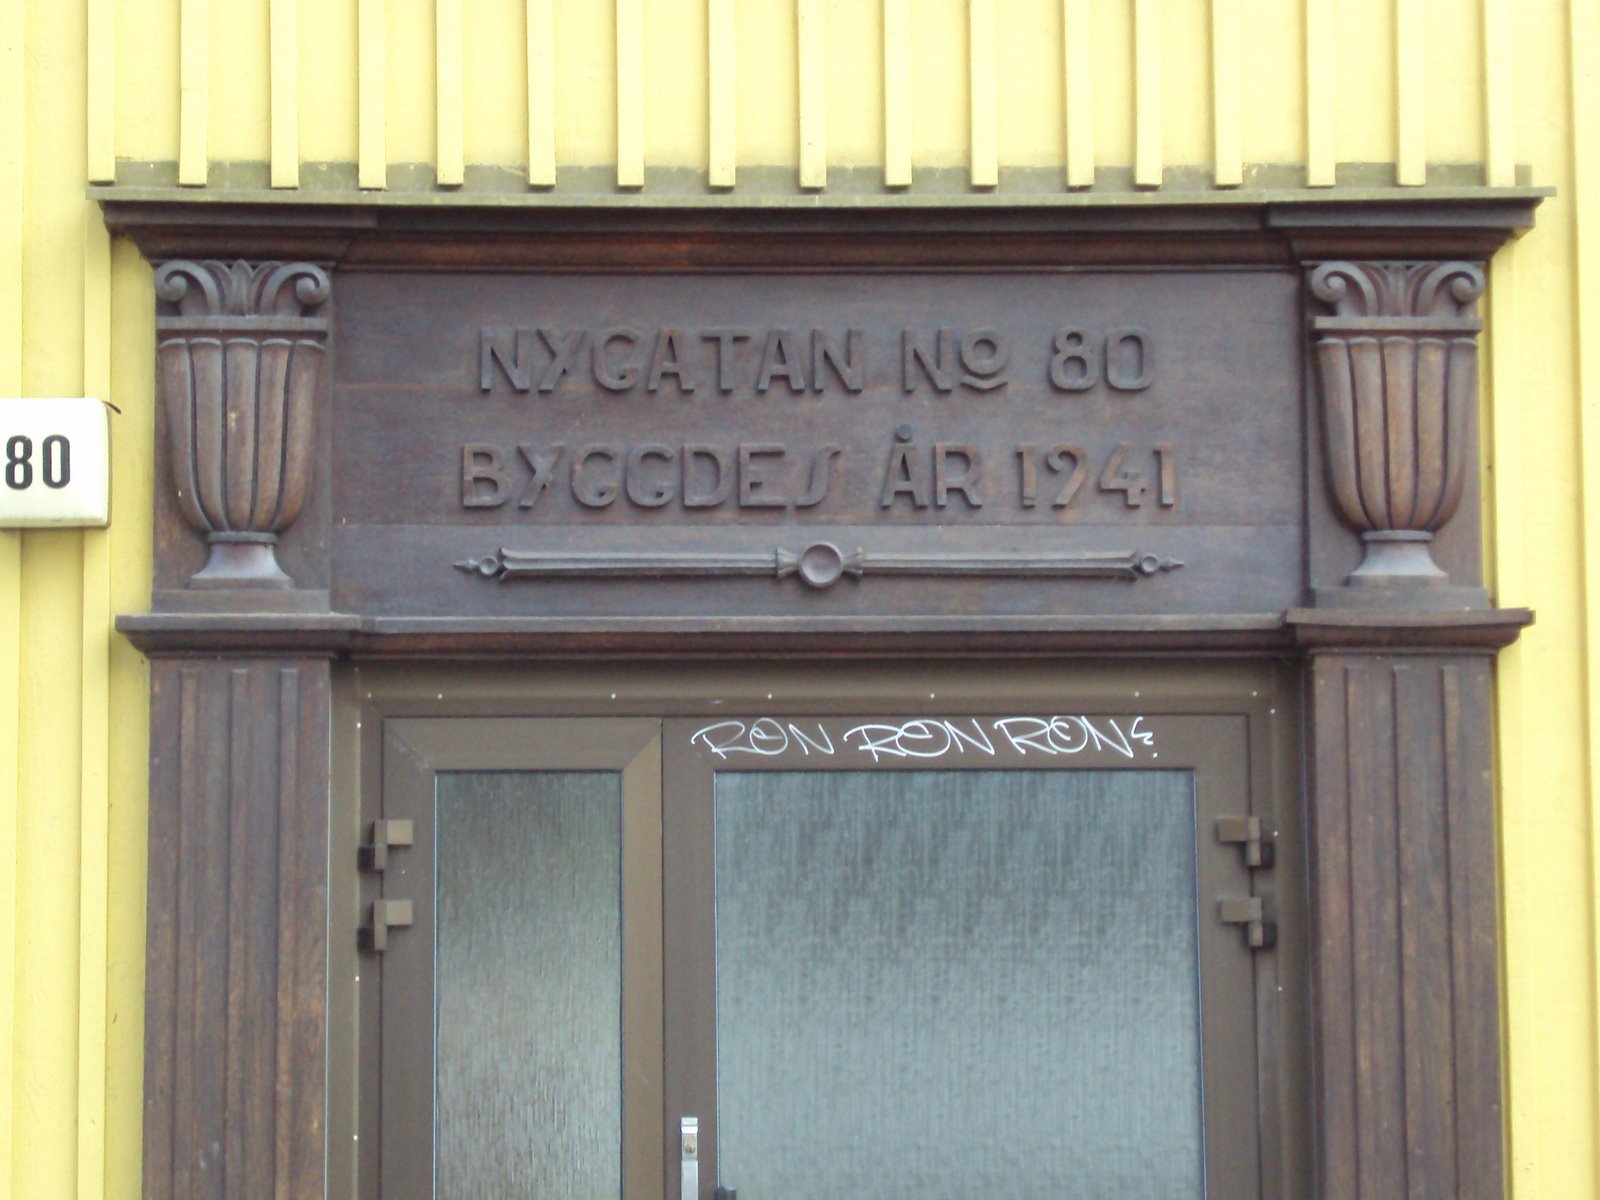 NYGATAN No 80
BYGGDES ÅR 1941
80
RON RON RON